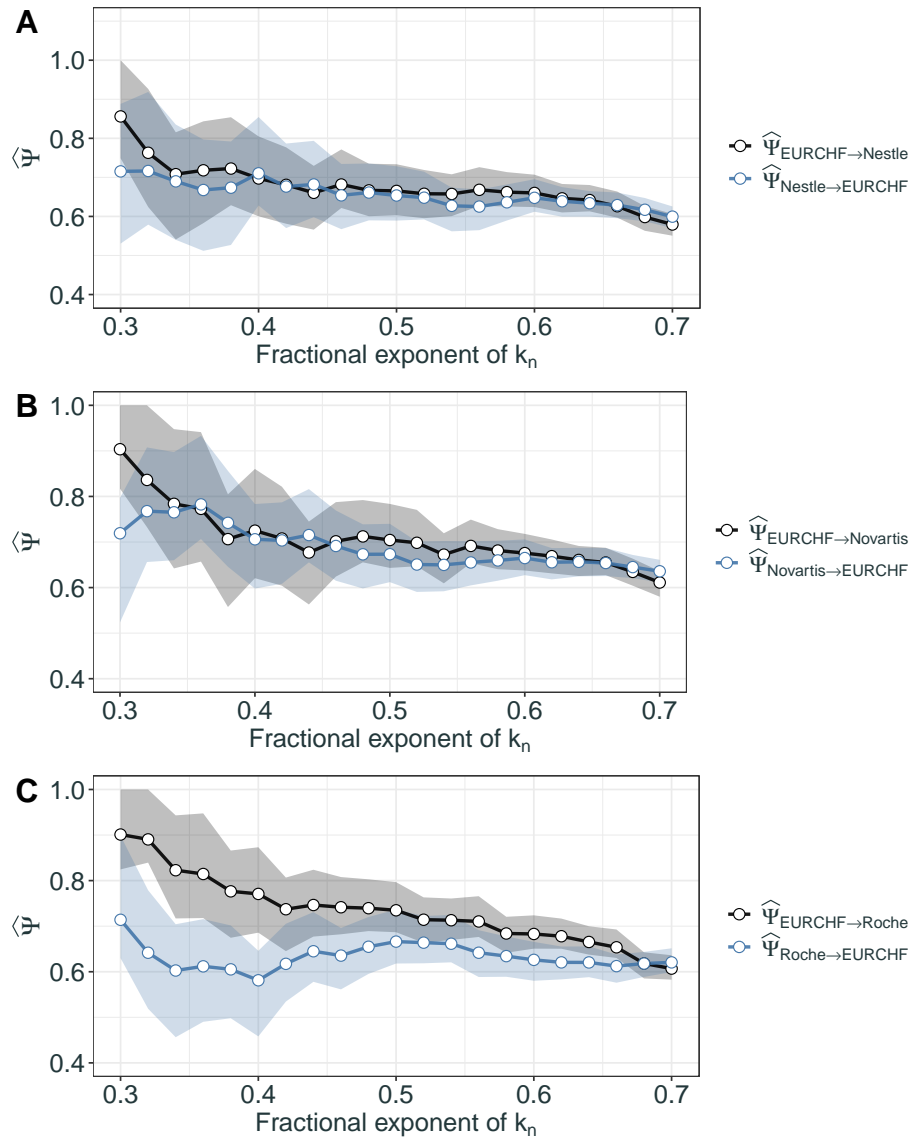 A
1.0
0.8
0.6
0.4
Ψ̂
0.3 0.4 0.5 0.6 0.7
Fractional exponent of kₙ
Ψ̂EURCHF→Nestle
Ψ̂Nestle→EURCHF
B
1.0
0.8
0.6
0.4
Ψ̂
0.3 0.4 0.5 0.6 0.7
Fractional exponent of kₙ
Ψ̂EURCHF→Novartis
Ψ̂Novartis→EURCHF
C
1.0
0.8
0.6
0.4
Ψ̂
0.3 0.4 0.5 0.6 0.7
Fractional exponent of kₙ
Ψ̂EURCHF→Roche
Ψ̂Roche→EURCHF